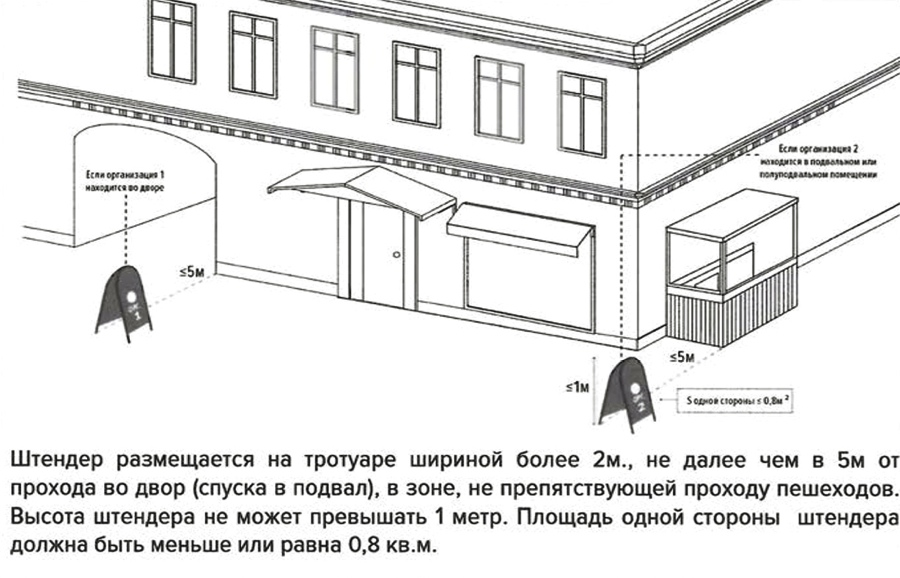 Если организация 1
находится во дворе
Если организация 2
находится в подвальном или
полуподвальном помещении
≤5м
≤5м
≤1м
S одной стороны ≤ 0,8м ²
Штендер размещается на тротуаре шириной более 2м., не далее чем в 5м от
прохода во двор (спуска в подвал), в зоне, не препятствующей проходу пешеходов.
Высота штендера не может превышать 1 метр. Площадь одной стороны штендера
должна быть меньше или равна 0,8 кв.м.